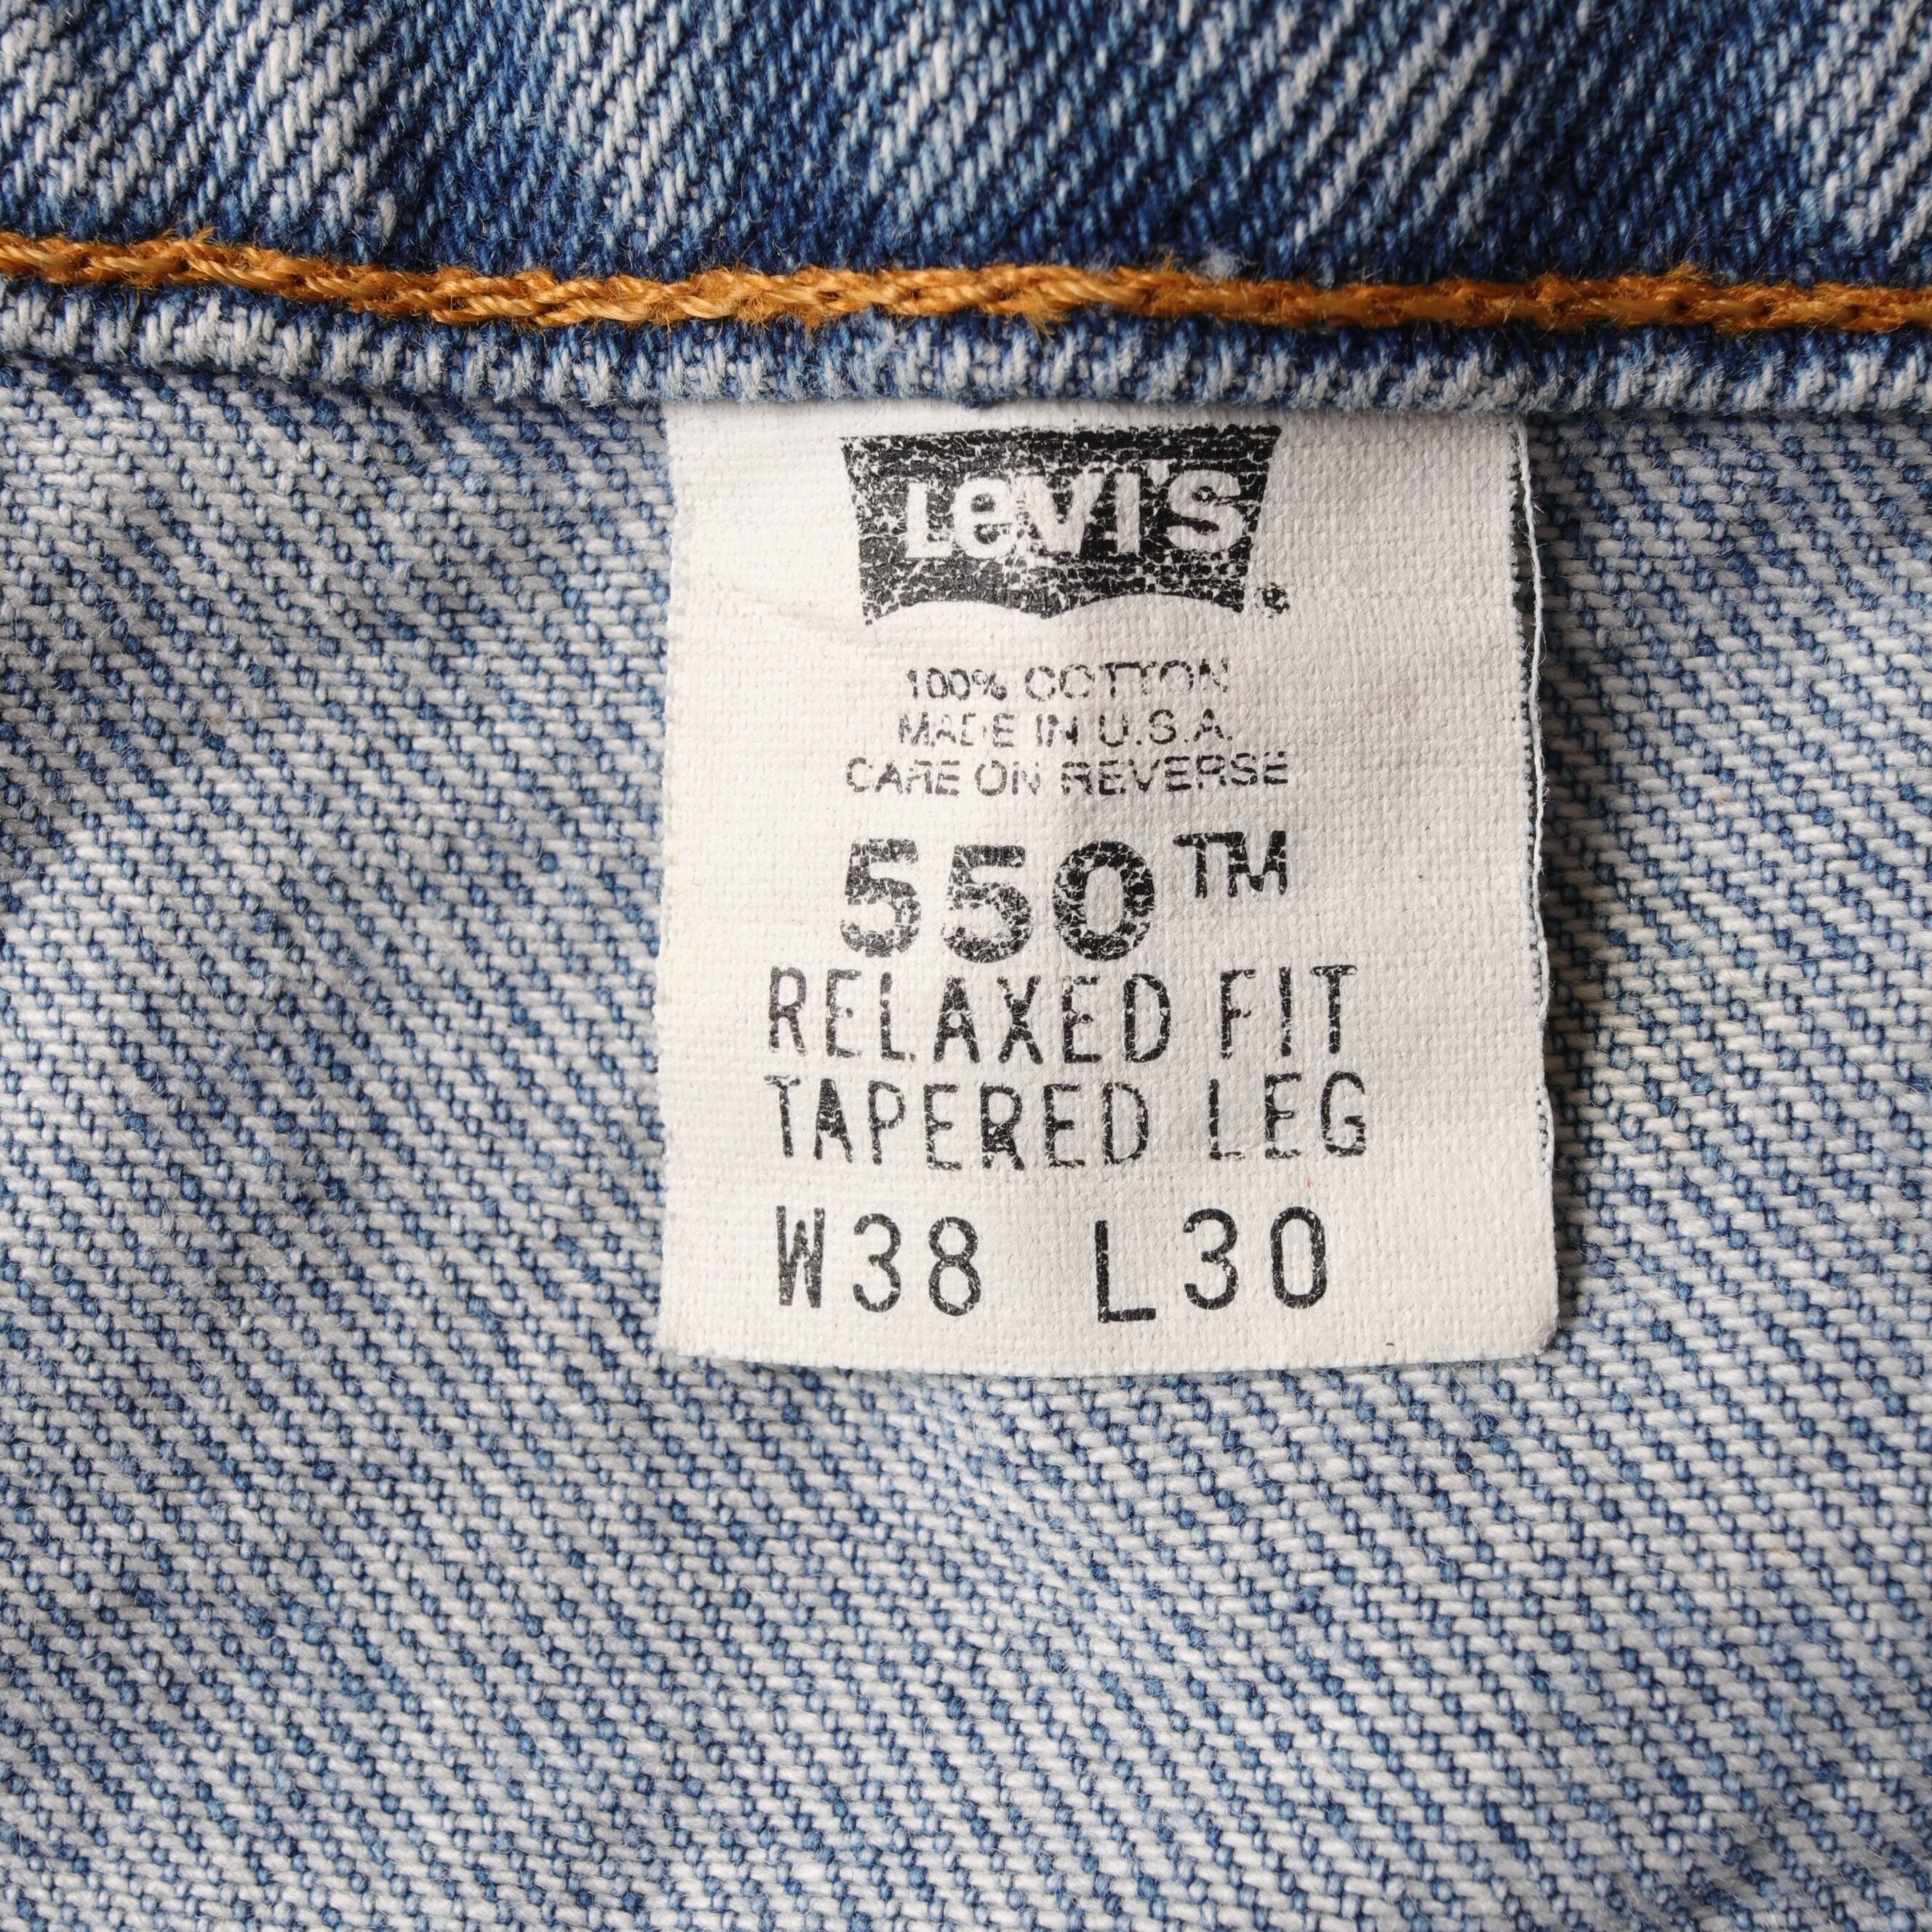 Levi's ®
100% COTTON
MADE IN U.S.A.
CARE ON REVERSE
550™
RELAXED FIT
TAPERED LEG
W38 L30